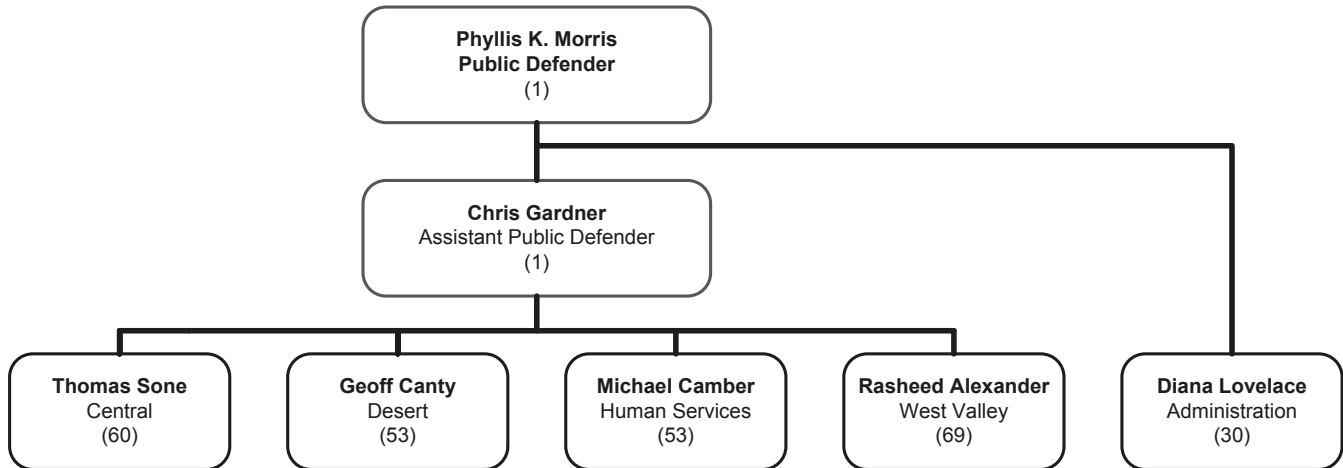 Phyllis K. Morris
Public Defender
(1)
Chris Gardner
Assistant Public Defender
(1)
Thomas Sone
Central
(60)
Geoff Canty
Desert
(53)
Michael Camber
Human Services
(53)
Rasheed Alexander
West Valley
(69)
Diana Lovelace
Administration
(30)